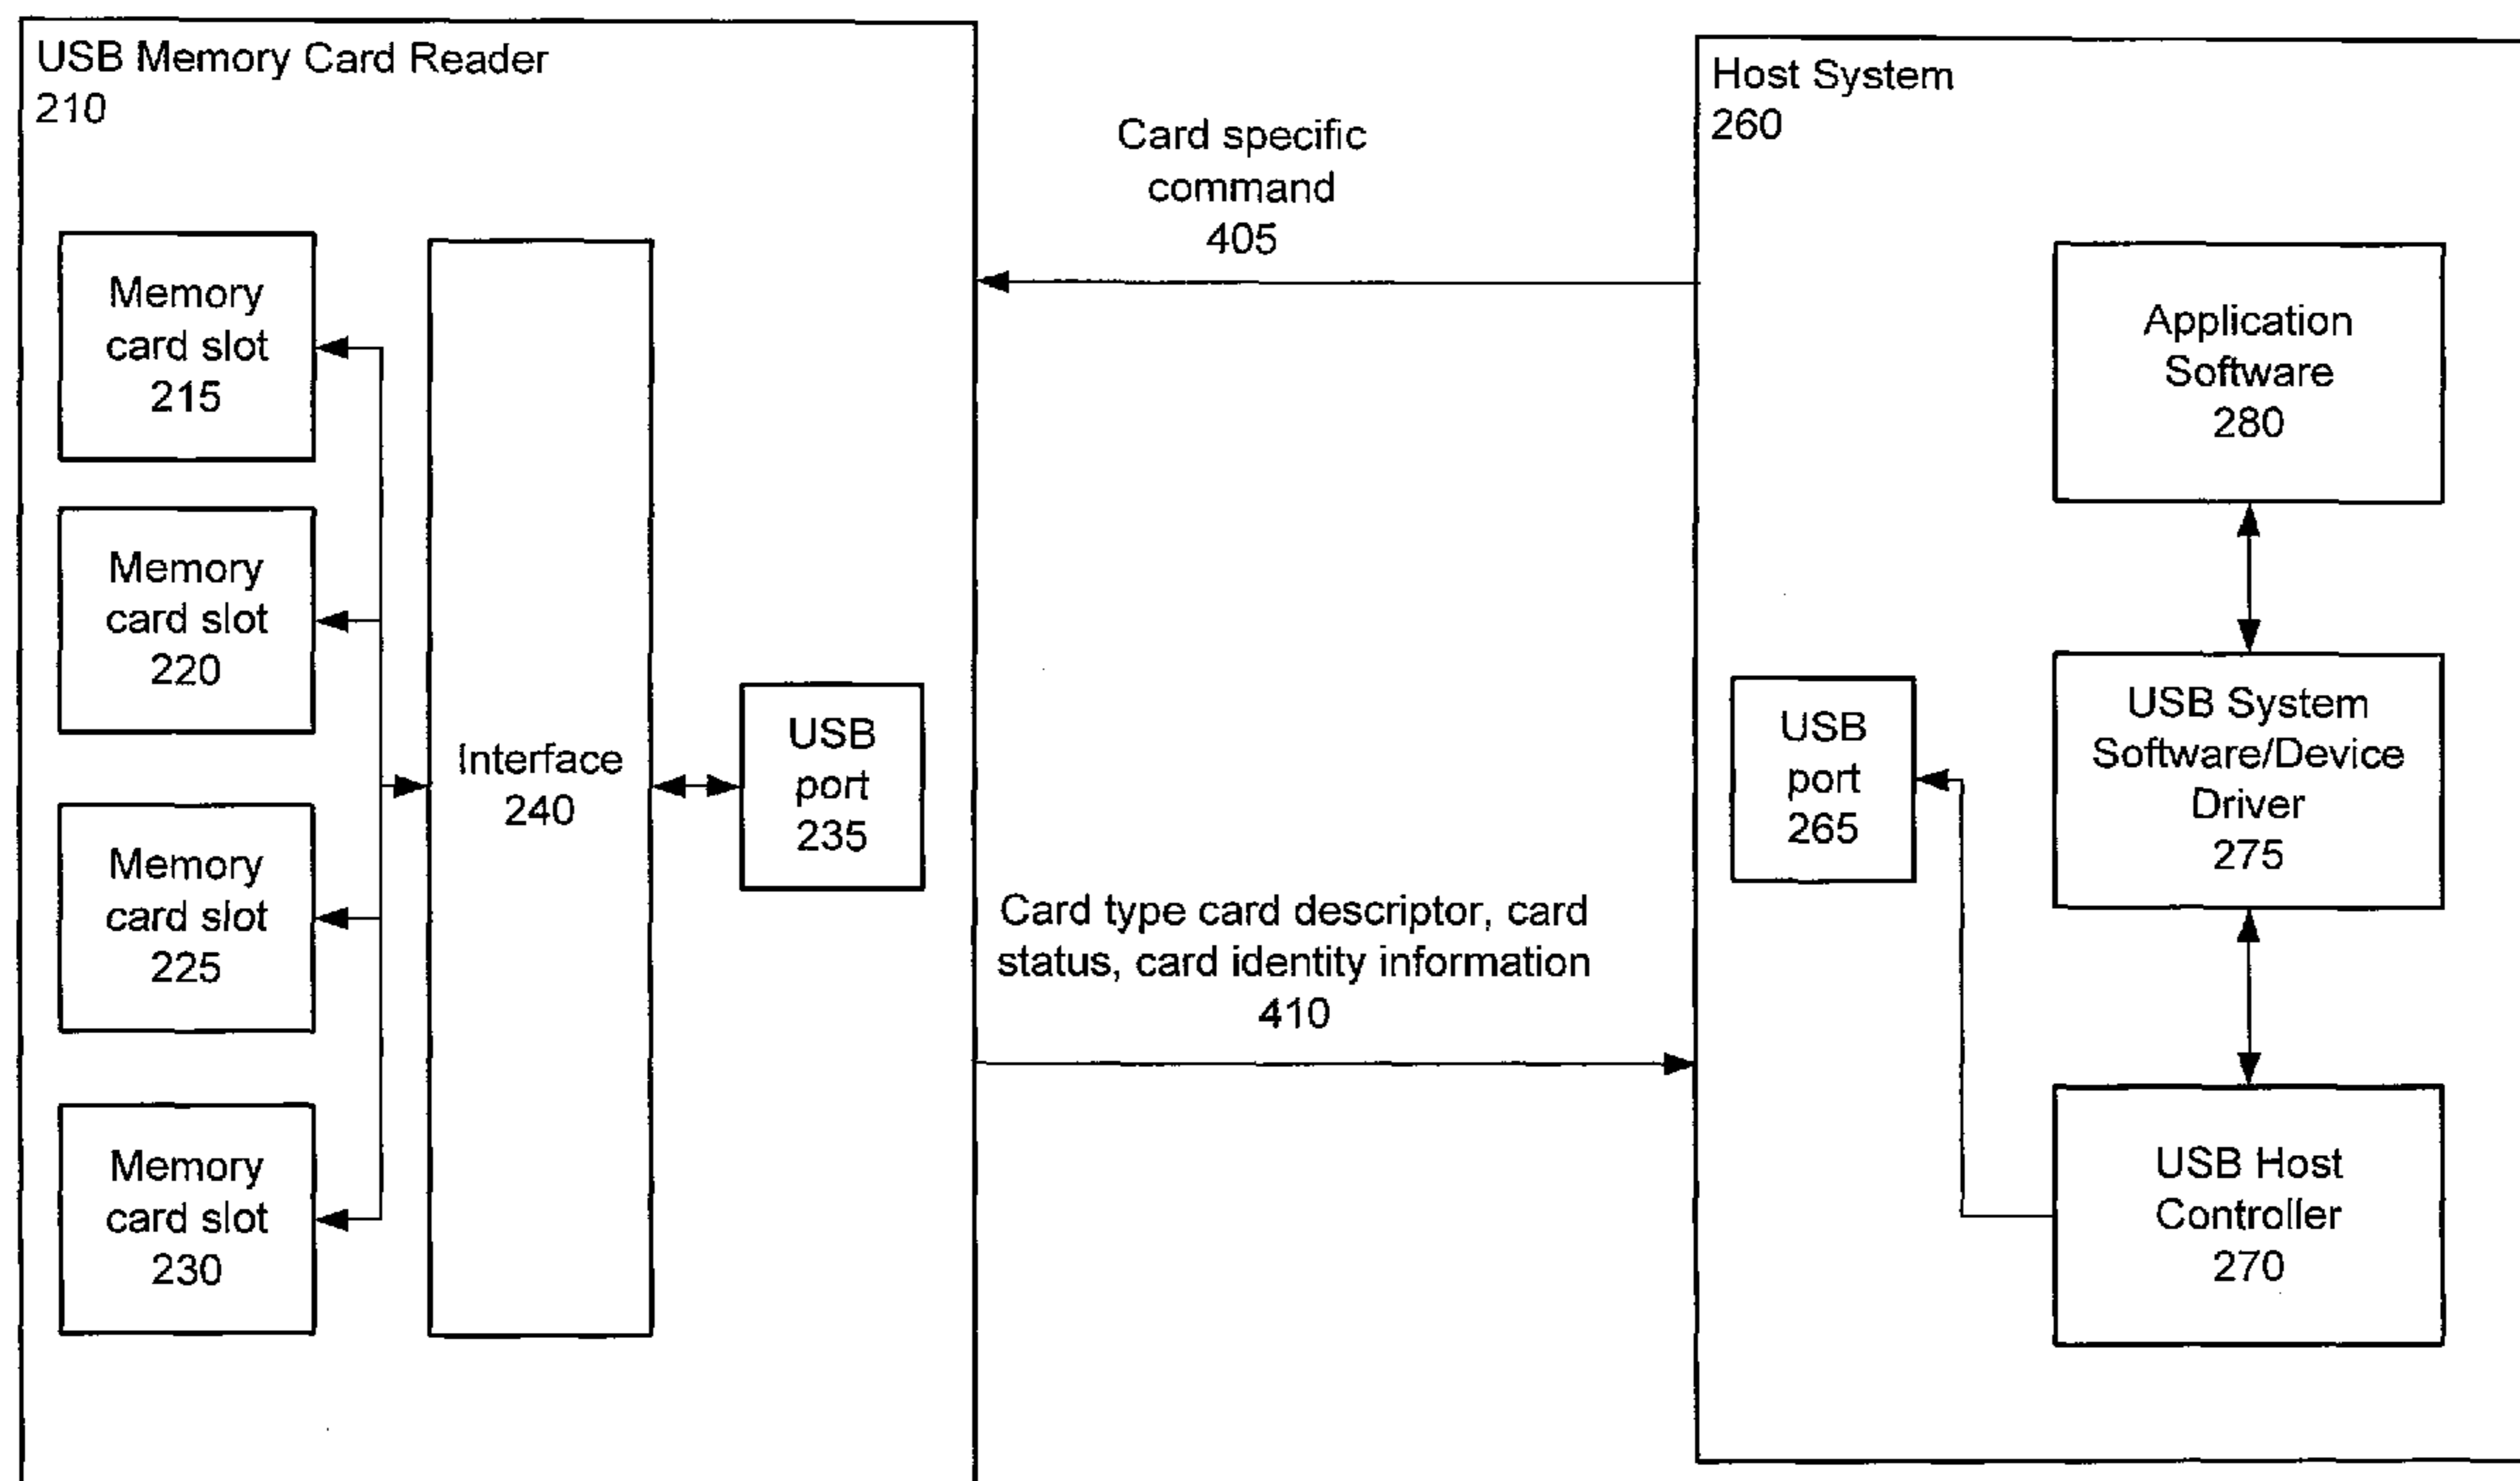 USB Memory Card Reader
210
Memory
card slot
215
Memory
card slot
220
Memory
card slot
225
Memory
card slot
230
Interface
240
USB
port
235
Card specific
command
405
Card type card descriptor, card
status, card identity information
410
Host System
260
USB
port
265
Application
Software
280
USB System
Software/Device
Driver
275
USB Host
Controller
270